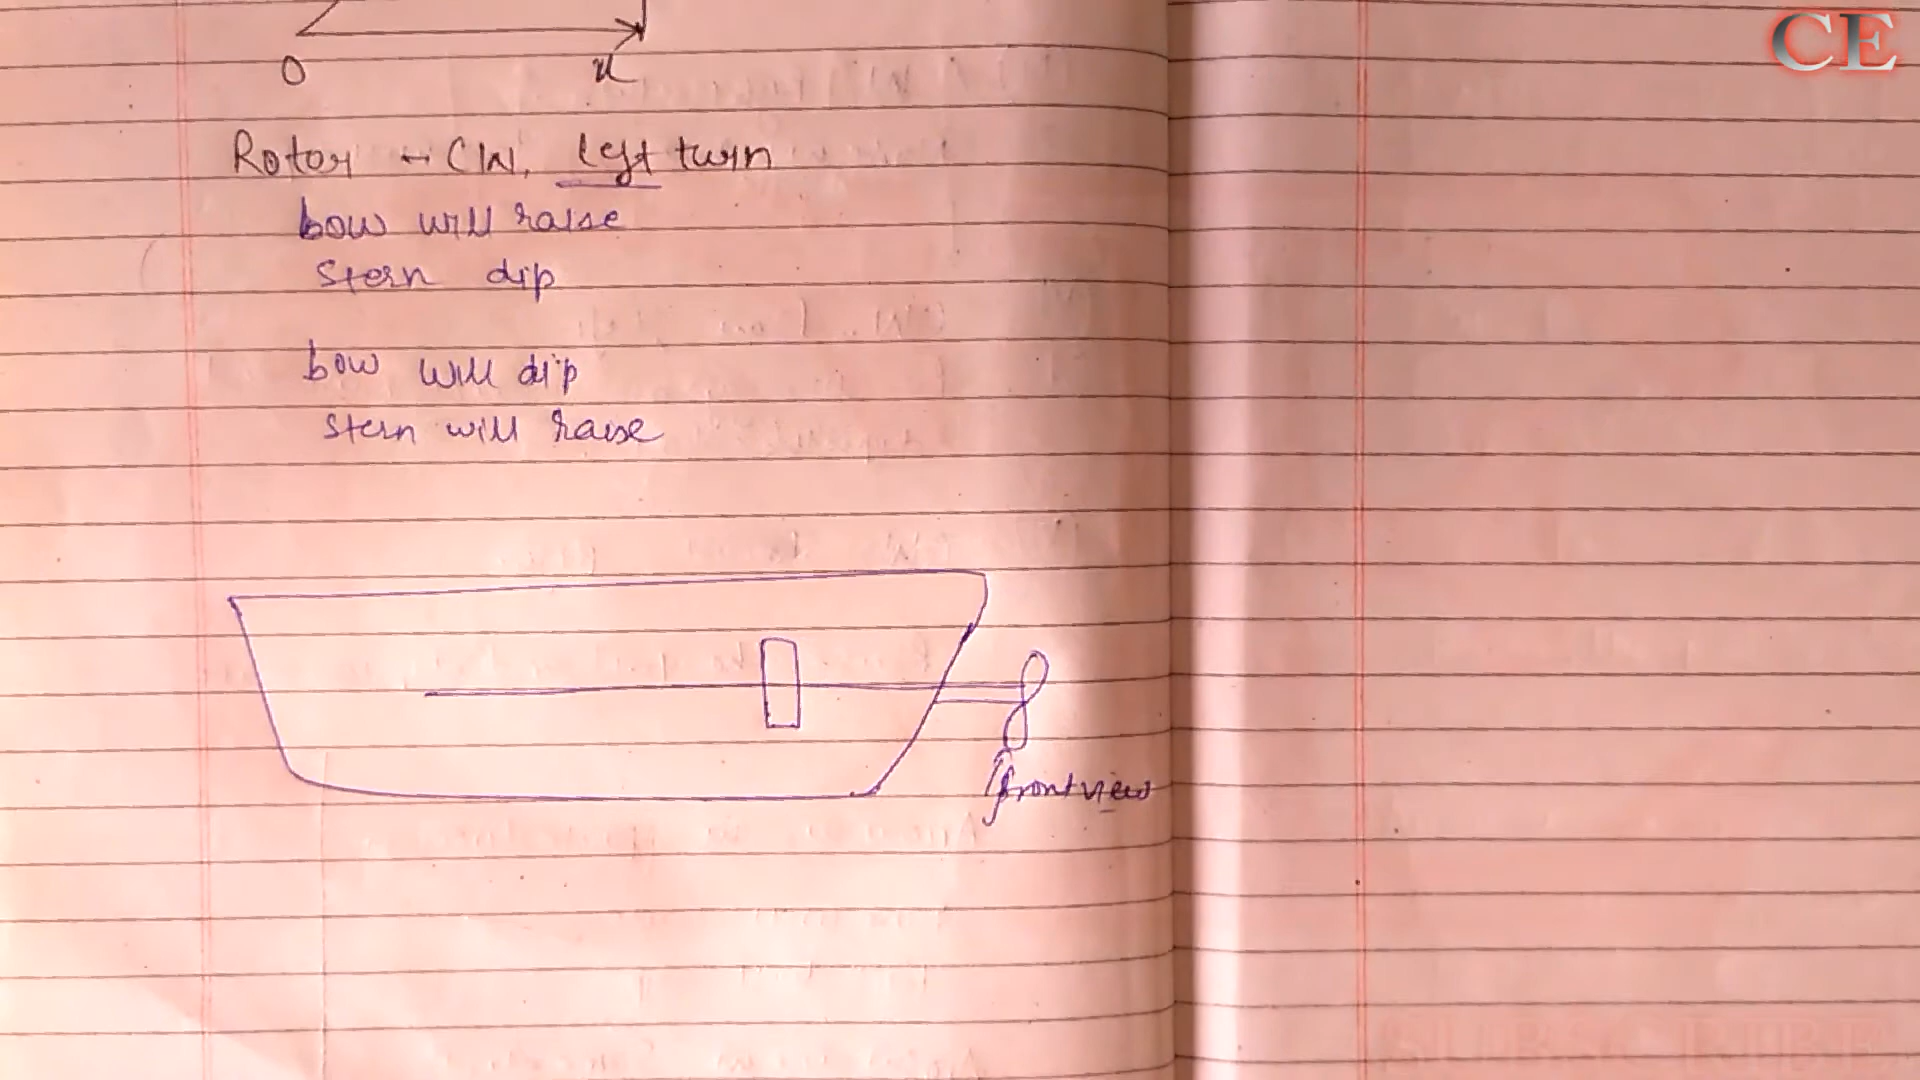 CE
O x
Rotor - CW, left turn
bow will raise
stern dip
bow will dip
stern will raise
front view